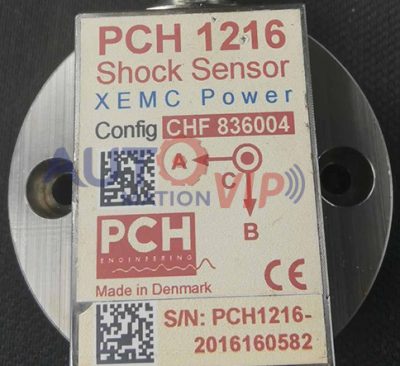 PCH 1216
Shock Sensor
XEMC Power
Config CHF 836004
A
C
B
AUTO
MATION VIP
PCH
ENGINEERING
CE
Made in Denmark
S/N: PCH1216-
2016160582